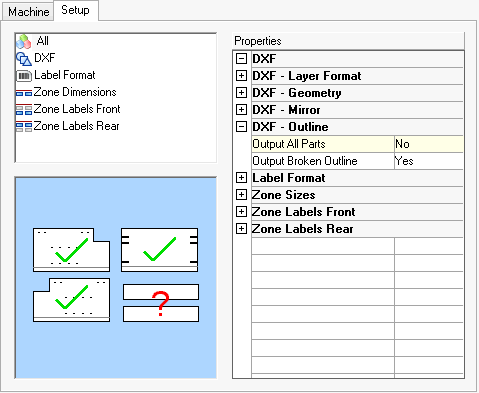 Machine
Setup
All
DXF
Label Format
Zone Dimensions
Zone Labels Front
Zone Labels Rear
?
Properties
DXF
DXF - Layer Format
DXF - Geometry
DXF - Mirror
DXF - Outline
Output All Parts No
Output Broken Outline Yes
Label Format
Zone Sizes
Zone Labels Front
Zone Labels Rear